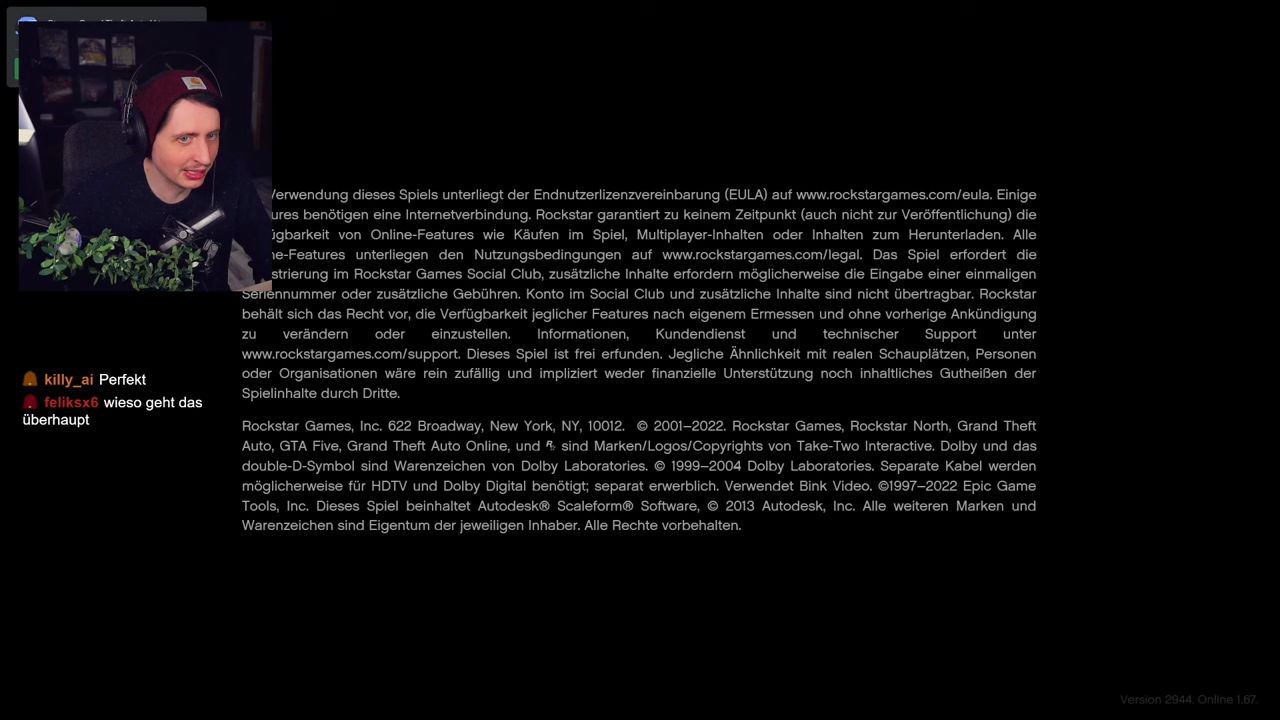 Verwendung dieses Spiels unterliegt der Endnutzerlizenzvereinbarung (EULA) auf www.rockstargames.com/eula. Einige
benötigen eine Internetverbindung. Rockstar garantiert zu keinem Zeitpunkt (auch nicht zur Veröffentlichung) die
von Online-Features wie Käufen im Spiel, Multiplayer-Inhalten oder Inhalten zum Herunterladen. Alle
ne-Features unterliegen den Nutzungsbedingungen auf www.rockstargames.com/legal. Das Spiel erfordert die
strierung im Rockstar Games Social Club, zusätzliche Inhalte erfordern möglicherweise die Eingabe einer einmaligen
Seriennummer oder zusätzliche Gebühren. Konto im Social Club und zusätzliche Inhalte sind nicht übertragbar. Rockstar
behält sich das Recht vor, die Verfügbarkeit jeglicher Features nach eigenem Ermessen und ohne vorherige Ankündigung
zu verändern oder einzustellen. Informationen, Kundendienst und technischer Support unter
www.rockstargames.com/support. Dieses Spiel ist frei erfunden. Jegliche Ähnlichkeit mit realen Schauplätzen, Personen
oder Organisationen wäre rein zufällig und impliziert weder finanzielle Unterstützung noch inhaltliches Gutheißen der
Spielinhalte durch Dritte.
killy_ai Perfekt
feliksx6 wieso geht das
überhaupt
Rockstar Games, Inc. 622 Broadway, New York, NY, 10012. © 2001–2022. Rockstar Games, Rockstar North, Grand Theft
Auto, GTA Five, Grand Theft Auto Online, und R* sind Marken/Logos/Copyrights von Take-Two Interactive. Dolby und das
double-D-Symbol sind Warenzeichen von Dolby Laboratories. © 1999–2004 Dolby Laboratories. Separate Kabel werden
möglicherweise für HDTV und Dolby Digital benötigt; separat erwerblich. Verwendet Bink Video. ©1997–2022 Epic Game
Tools, Inc. Dieses Spiel beinhaltet Autodesk® Scaleform® Software, © 2013 Autodesk, Inc. Alle weiteren Marken und
Warenzeichen sind Eigentum der jeweiligen Inhaber. Alle Rechte vorbehalten.
Version 2944. Online 1.67.